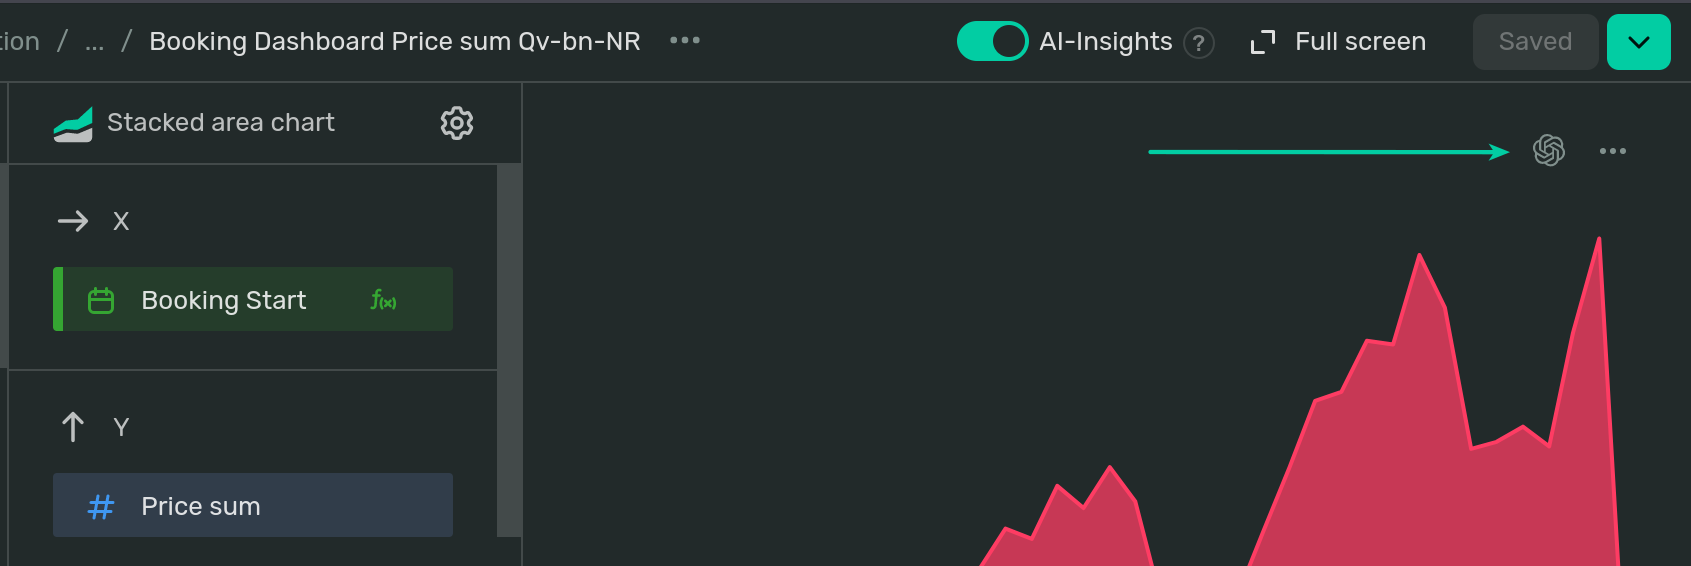 tion / ... / Booking Dashboard Price sum Qv-bn-NR ••• AI-Insights ? Full screen Saved
Stacked area chart
X
Booking Start f(x)
Y
# Price sum